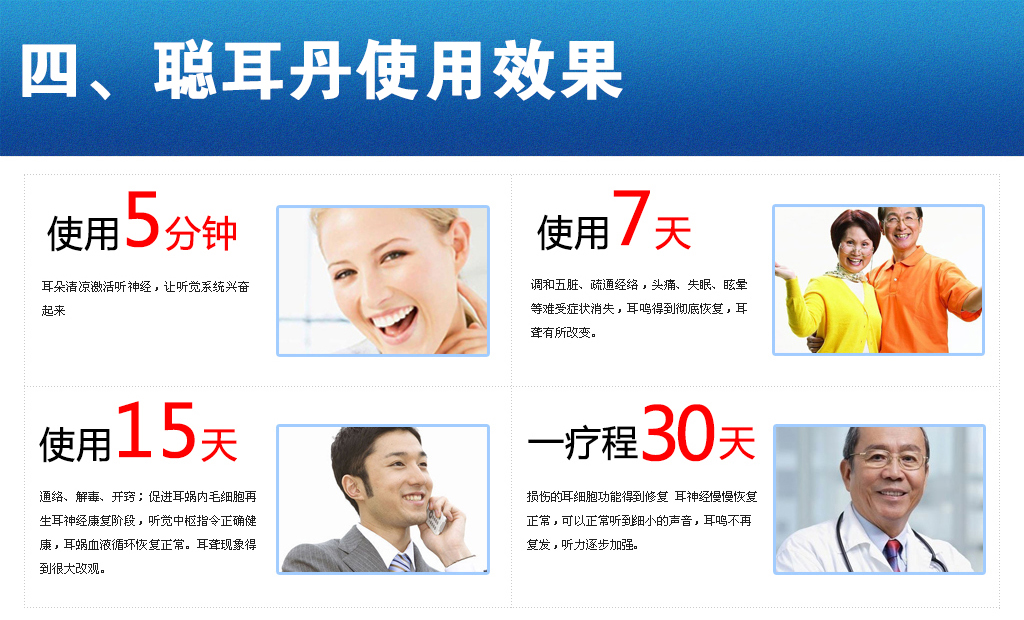 四、聪耳丹使用效果
使用5分钟
耳朵清凉激活听神经，让听觉系统兴奋
起来
使用7天
调和五脏、疏通经络，头痛、失眠、眩晕
等难受症状消失，耳鸣得到彻底恢复，耳
聋有所改变。
使用15天
通络、解毒、开窍；促进耳蜗内毛细胞再
生耳神经康复阶段，听觉中枢指令正确健
康，耳蜗血液循环恢复正常。耳聋现象得
到很大改观。
一疗程30天
损伤的耳细胞功能得到修复 耳神经慢慢恢复
正常，可以正常听到细小的声音，耳鸣不再
复发，听力逐步加强。